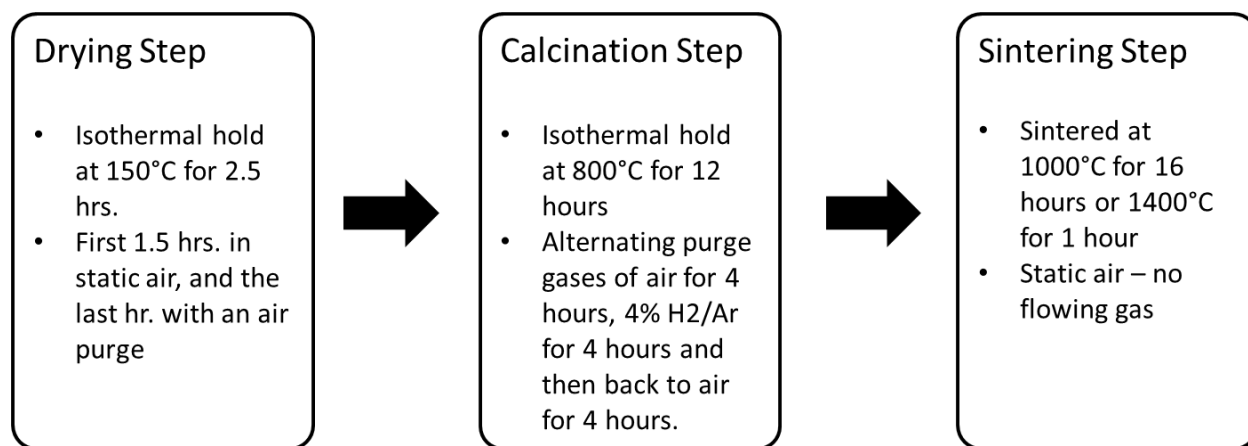 Drying Step
• Isothermal hold
at 150°C for 2.5
hrs.
• First 1.5 hrs. in
static air, and the
last hr. with an air
purge
Calcination Step
• Isothermal hold
at 800°C for 12
hours
• Alternating purge
gases of air for 4
hours, 4% H2/Ar
for 4 hours and
then back to air
for 4 hours.
Sintering Step
• Sintered at
1000°C for 16
hours or 1400°C
for 1 hour
• Static air – no
flowing gas